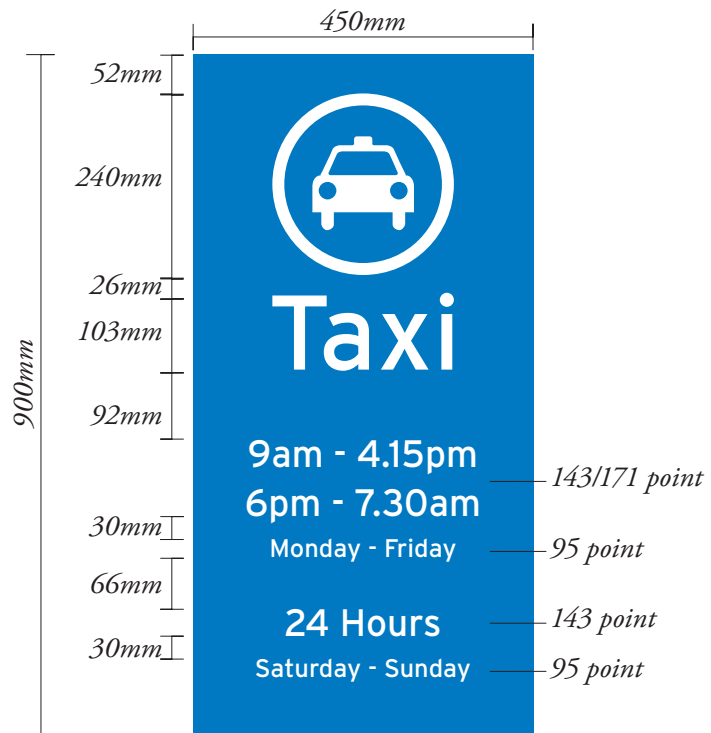 450mm
52mm
240mm
26mm
Taxi
103mm
900mm
92mm
9am - 4.15pm
143/171 point
6pm - 7.30am
30mm
Monday - Friday
95 point
66mm
24 Hours
143 point
30mm
Saturday - Sunday
95 point